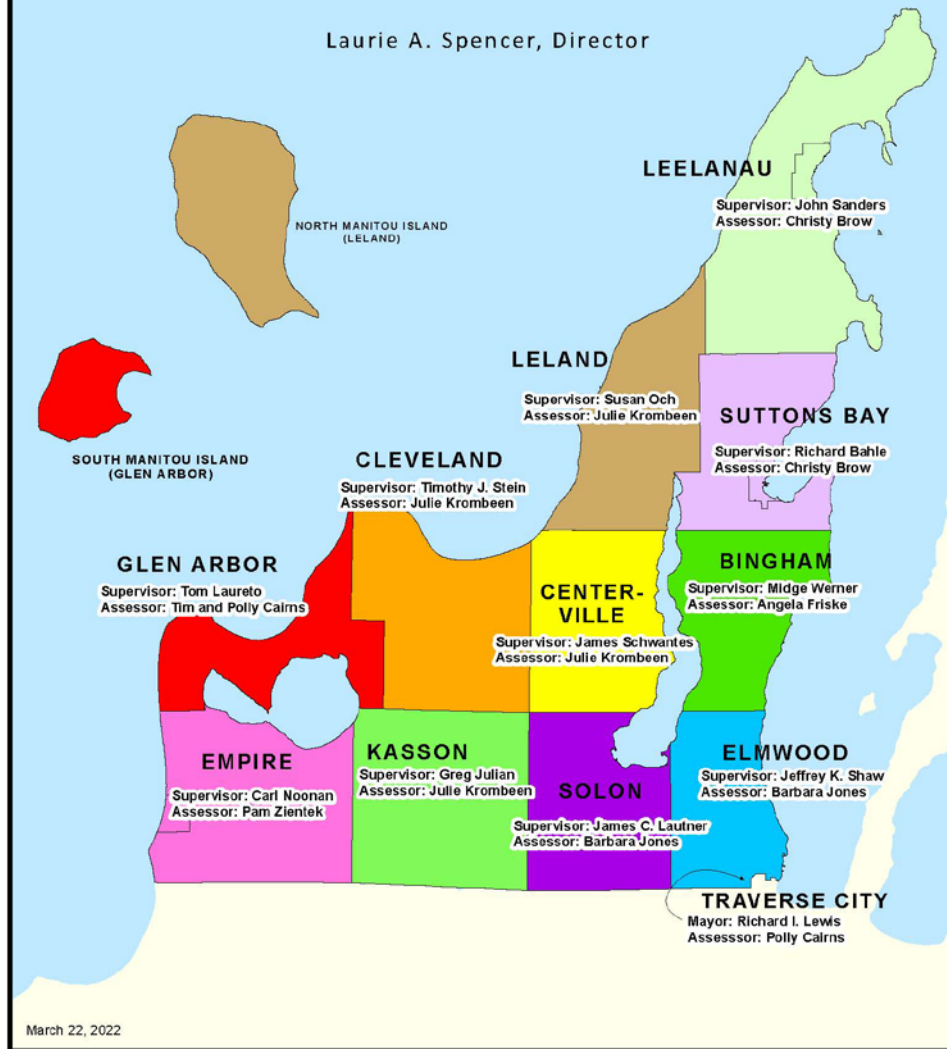 Laurie A. Spencer, Director
LEELANAU
Supervisor: John Sanders
Assessor: Christy Brow
NORTH MANITOU ISLAND
(LELAND)
LELAND
Supervisor: Susan Och
Assessor: Julie Krombeen
SUTTONS BAY
Supervisor: Richard Bahle
Assessor: Christy Brow
SOUTH MANITOU ISLAND
(GLEN ARBOR)
CLEVELAND
Supervisor: Timothy J. Stein
Assessor: Julie Krombeen
GLEN ARBOR
Supervisor: Tom Laureto
Assessor: Tim and Polly Cairns
CENTER-
VILLE
Supervisor: James Schwantes
Assessor: Julie Krombeen
BINGHAM
Supervisor: Midge Werner
Assessor: Angela Friske
EMPIRE
Supervisor: Carl Noonan
Assessor: Pam Zientek
KASSON
Supervisor: Greg Julian
Assessor: Julie Krombeen
SOLON
Supervisor: James C. Lautner
Assessor: Barbara Jones
ELMWOOD
Supervisor: Jeffrey K. Shaw
Assessor: Barbara Jones
TRAVERSE CITY
Mayor: Richard I. Lewis
Assesssor: Polly Cairns
March 22, 2022